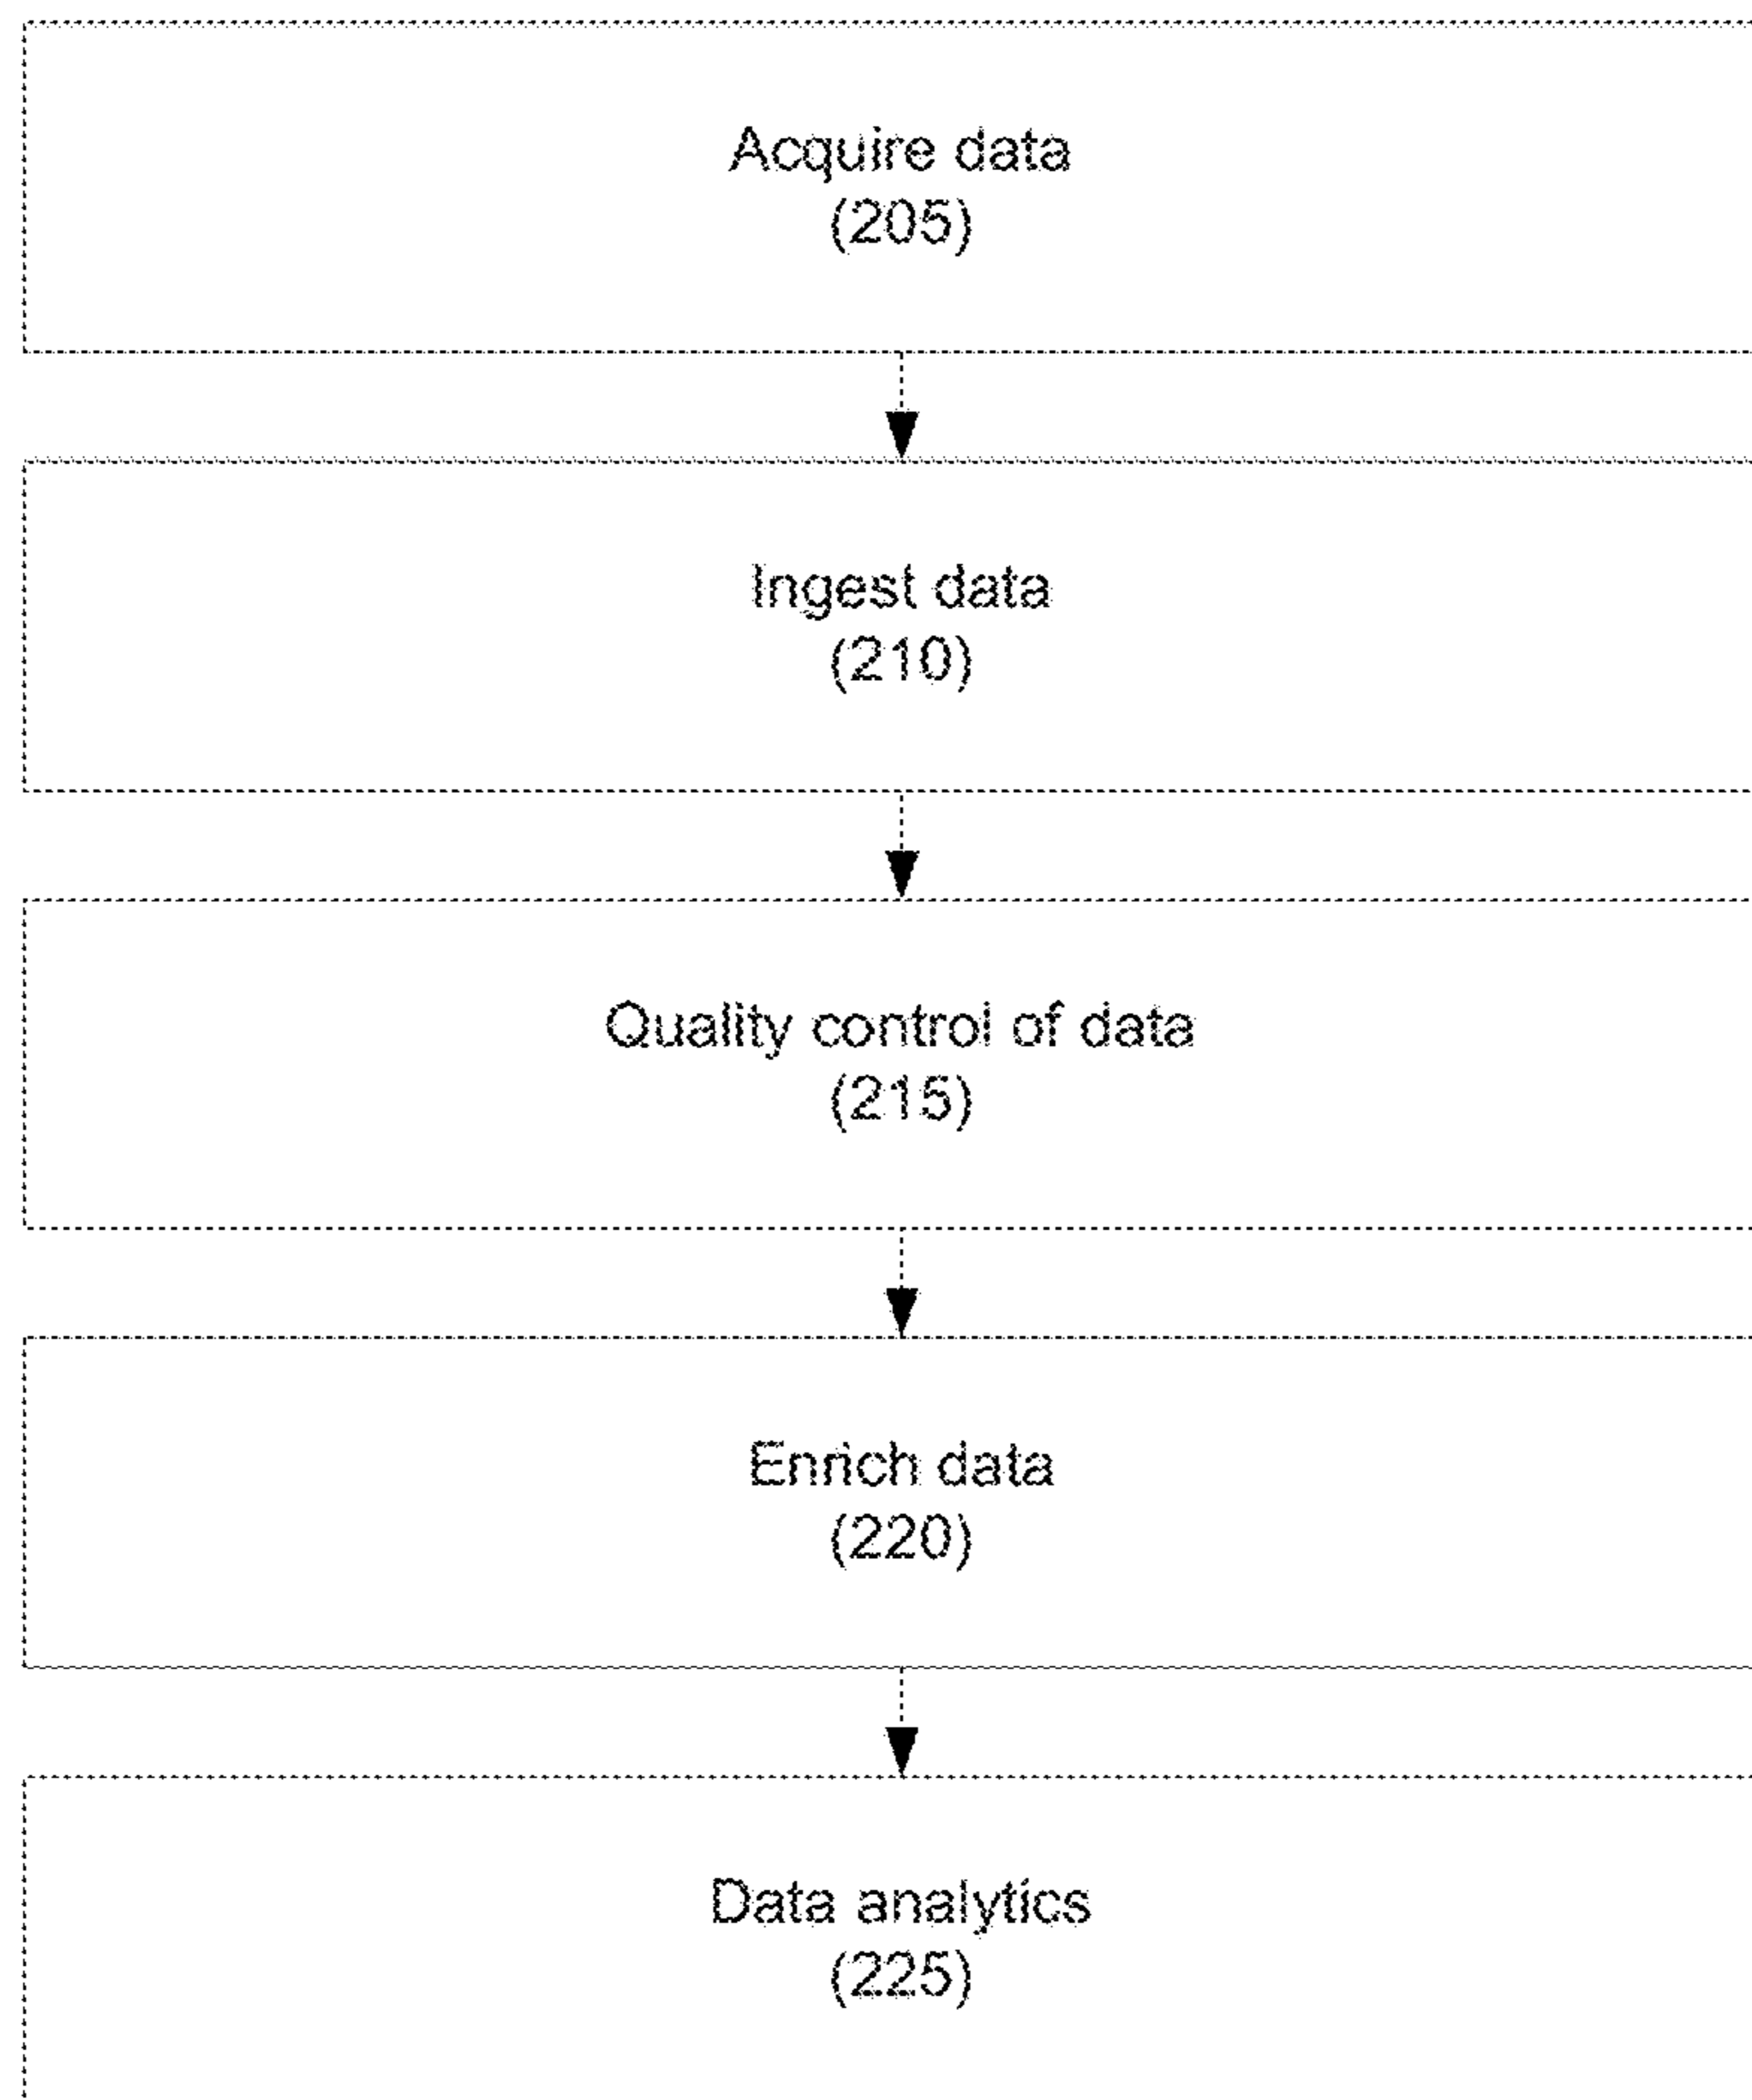 Acquire data
(205)
Ingest data
(210)
Quality control of data
(215)
Enrich data
(220)
Data analytics
(225)